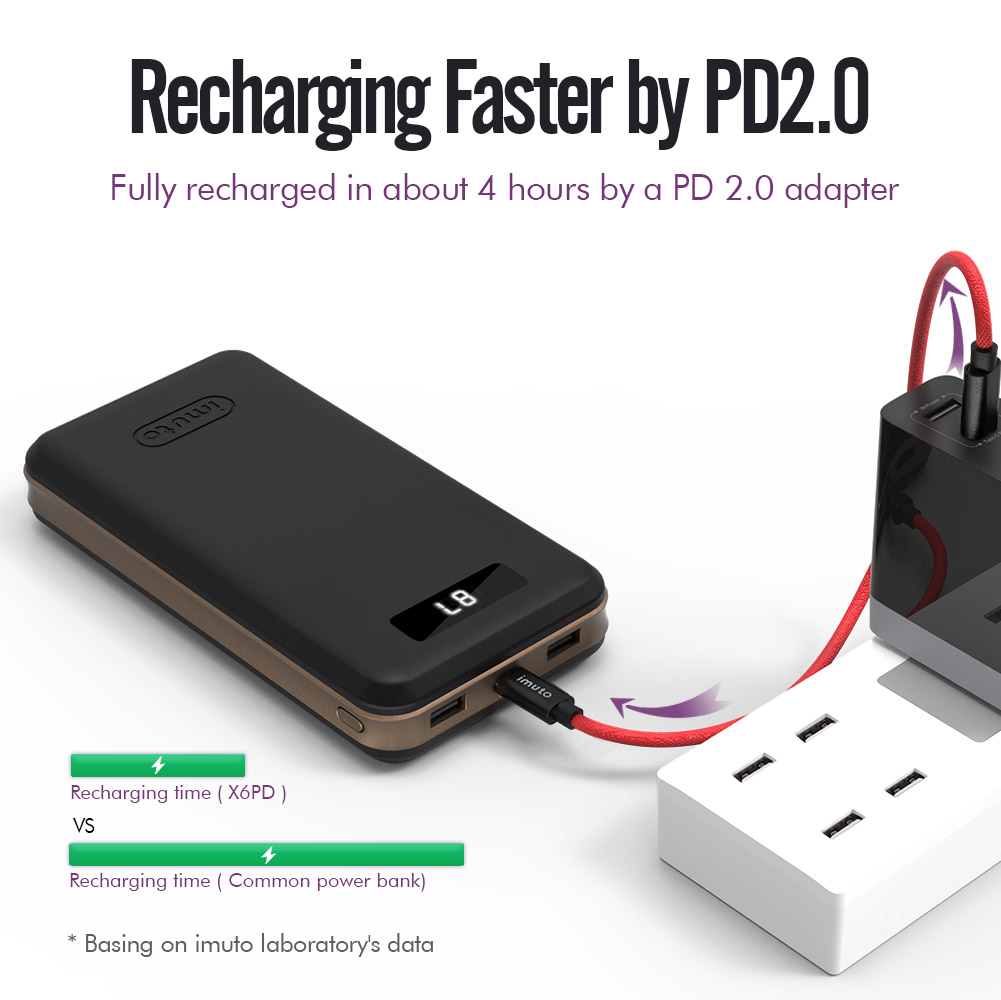 Recharging Faster by PD2.0
Fully recharged in about 4 hours by a PD 2.0 adapter
imuto
87
imuto
Recharging time ( X6PD )
VS
Recharging time ( Common power bank)
* Basing on imuto laboratory's data